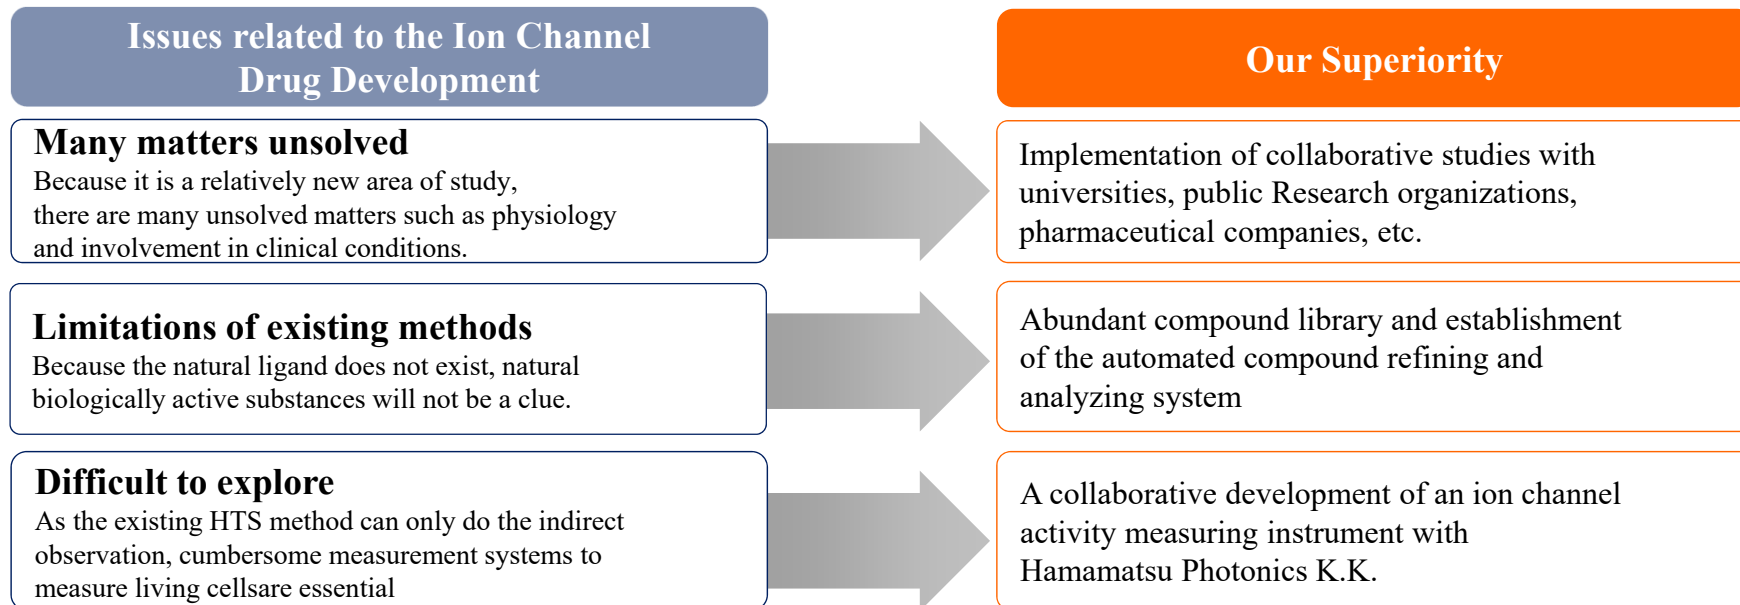 Issues related to the Ion Channel
Drug Development
Our Superiority
Many matters unsolved
Because it is a relatively new area of study,
there are many unsolved matters such as physiology
and involvement in clinical conditions.
Implementation of collaborative studies with
universities, public Research organizations,
pharmaceutical companies, etc.
Limitations of existing methods
Because the natural ligand does not exist, natural
biologically active substances will not be a clue.
Abundant compound library and establishment
of the automated compound refining and
analyzing system
Difficult to explore
As the existing HTS method can only do the indirect
observation, cumbersome measurement systems to
measure living cellsare essential
A collaborative development of an ion channel
activity measuring instrument with
Hamamatsu Photonics K.K.